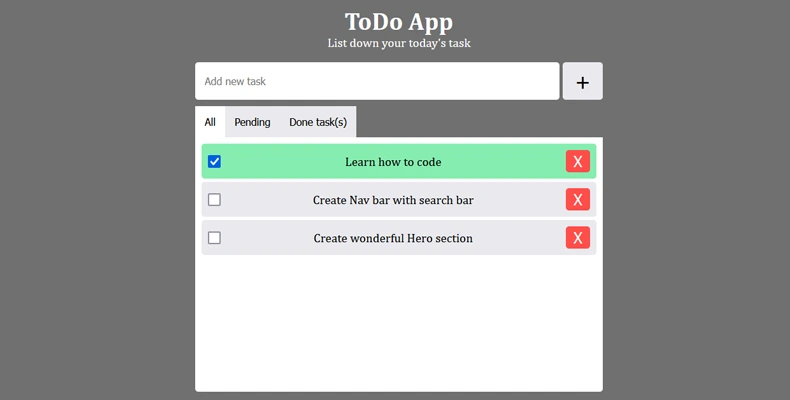 ToDo App
List down your today's task
Add new task
+
All Pending Done task(s)
Learn how to code X
Create Nav bar with search bar X
Create wonderful Hero section X